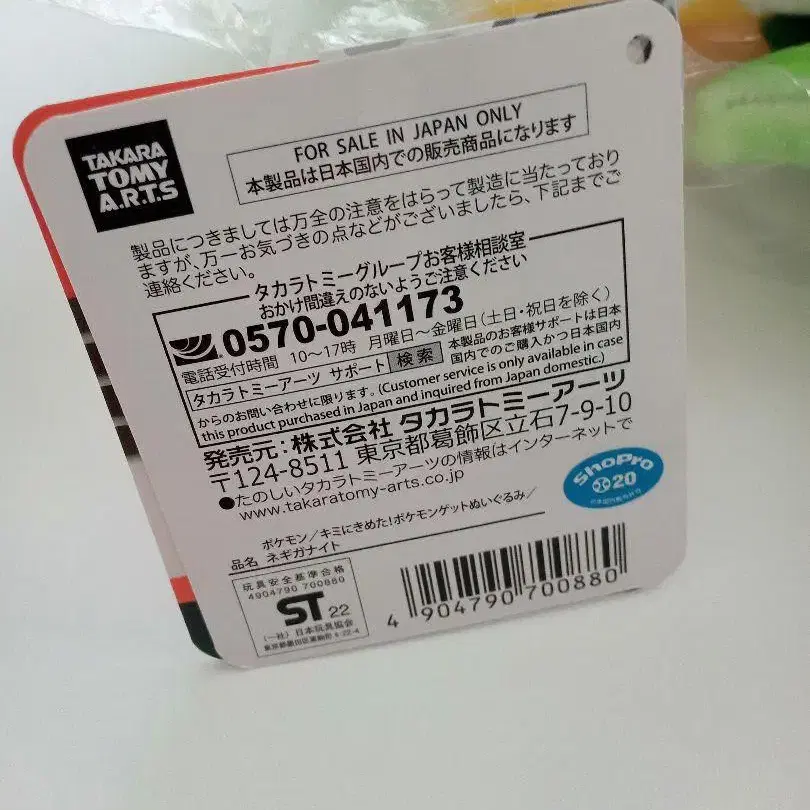 TAKARA
TOMY
A.R.T.S
FOR SALE IN JAPAN ONLY
本製品は日本国内での販売商品になります
製品につきましては万全の注意をはらって製造に当たっており
ますが、万一お気づきの点などがございましたら、下記までご
連絡ください。
タカラトミーグループお客様相談室
おかけ間違えのないようご注意ください
0570-041173
電話受付時間 10〜17時 月曜日〜金曜日(土日・祝日を除く)
タカラトミーアーツ サポート 検索
本製品のお客様サポートは日本
国内でのご購入かつ日本国内
からのお問い合わせに限ります。(Customer service is only available in case
this product purchased in Japan and inquired from Japan domestic.)
発売元:株式会社 タカラトミーアーツ
〒124-8511 東京都葛飾区立石7-9-10
●たのしいタカラトミーアーツの情報はインターネットで
www.takaratomy-arts.co.jp
ShoPro
20
品名 ポケモン/キミにきめた!ポケモンゲットぬいぐるみ/
ネギガナイト
玩具安全基準合格
4904790 700880
ST 22
(一社)日本玩具協会
東京都墨田区東駒形4-22-4
4 904790 700880